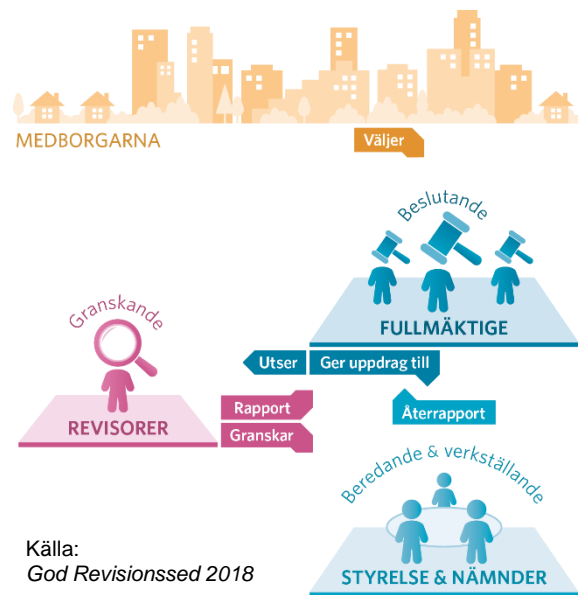 MEDBORGARNA
Väljer
Beslutande
FULLMÄKTIGE
Utser
Ger uppdrag till
Granskande
REVISORER
Rapport
Granskar
Återrapport
Beredande & verkställande
STYRELSE & NÄMNDER
Källa:
God Revisionssed 2018